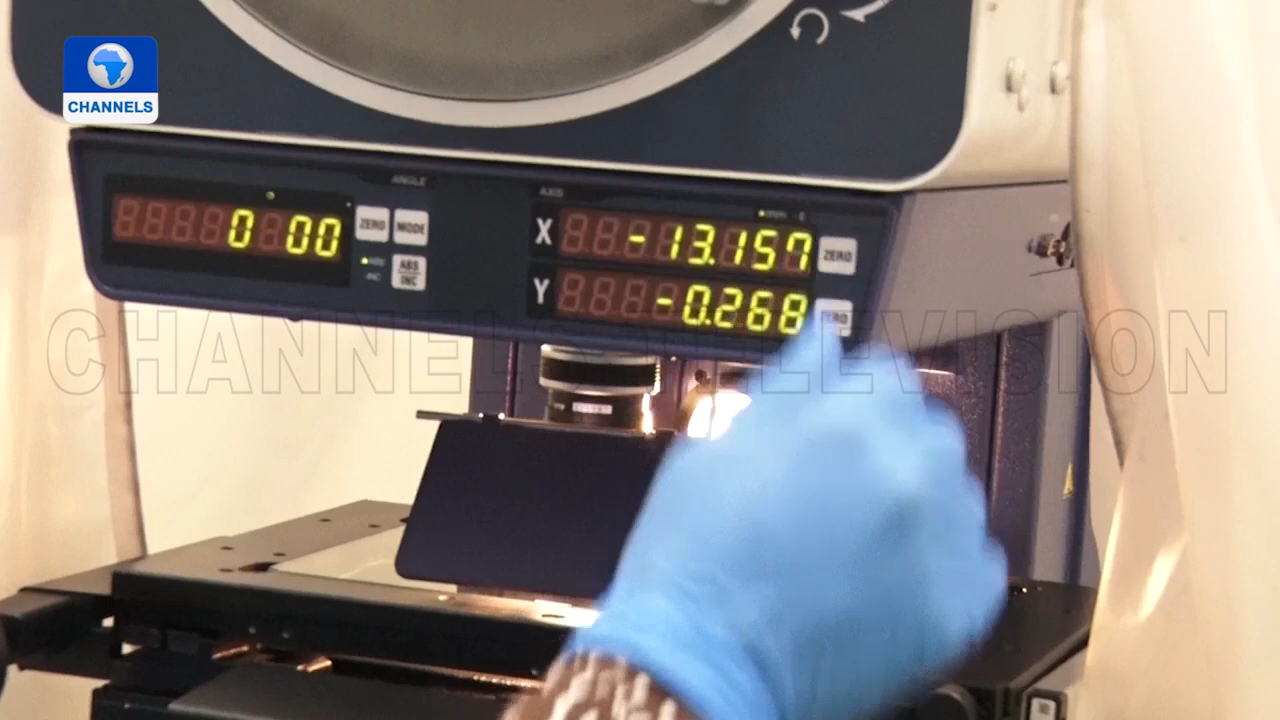 CHANNELS
ANGLE
0 00
ZERO
MODE
ABS
INC
AXIS
X -13.157
ZERO
Y -0.268
CHANNELS TELEVISION